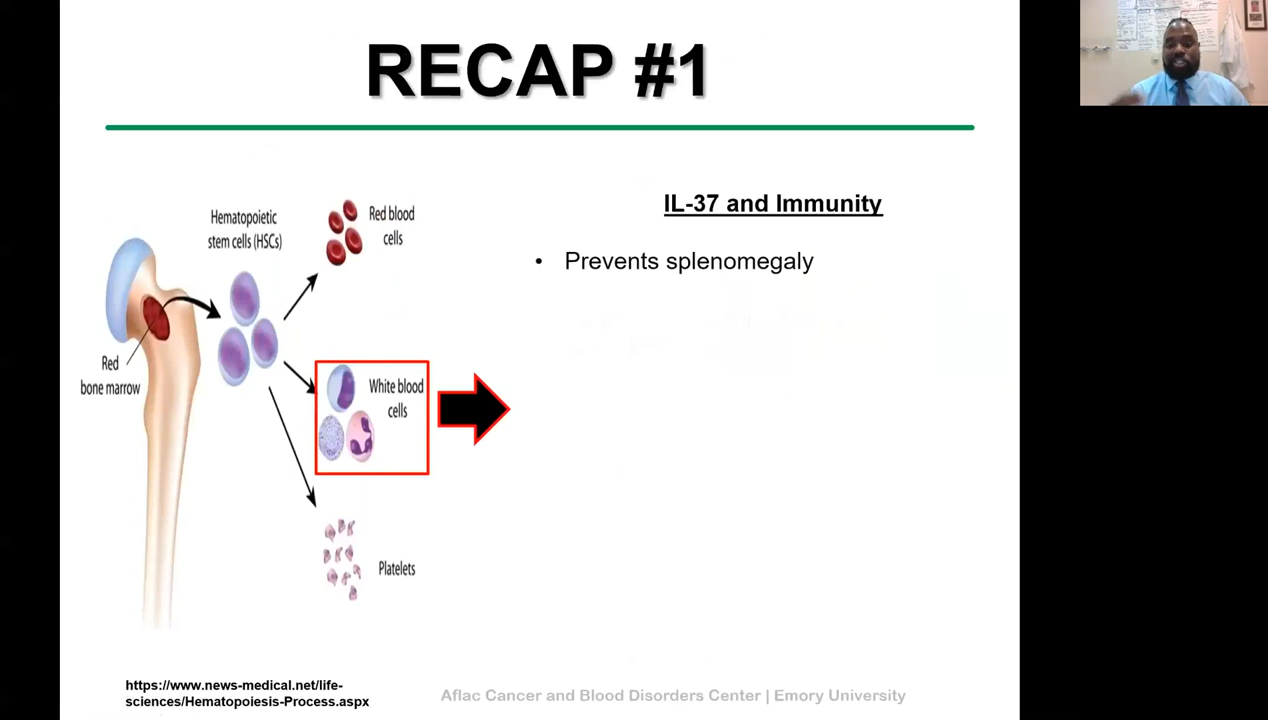 RECAP #1
IL-37 and Immunity
• Prevents splenomegaly
Hematopoietic
stem cells (HSCs)
Red blood
cells
Red
bone marrow
White blood
cells
Platelets
https://www.news-medical.net/life-
sciences/Hematopoiesis-Process.aspx
Aflac Cancer and Blood Disorders Center | Emory University